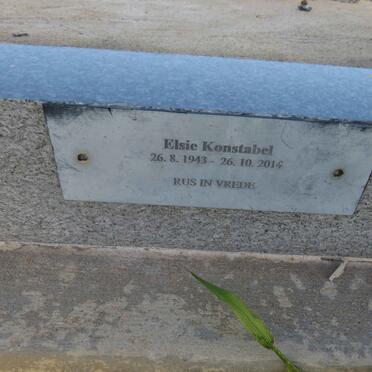 Elsie Konstabel
26. 8. 1943 - 26. 10. 2014
RUS IN VREDE